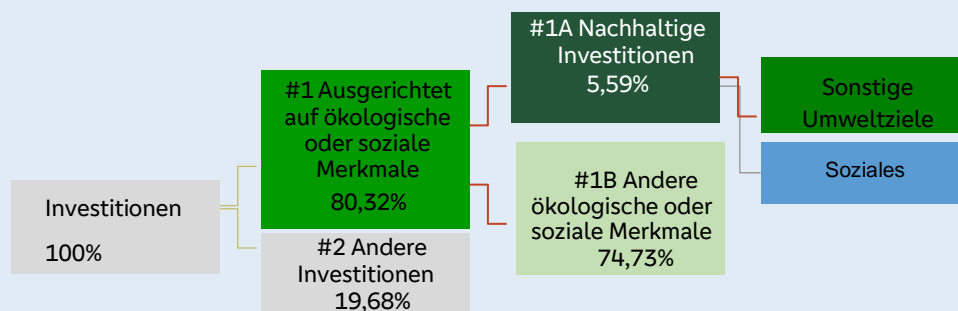 Investitionen
100%
#1 Ausgerichtet
auf ökologische
oder soziale
Merkmale
80,32%
#2 Andere
Investitionen
19,68%
#1A Nachhaltige
Investitionen
5,59%
#1B Andere
ökologische oder
soziale Merkmale
74,73%
Sonstige
Umweltziele
Soziales